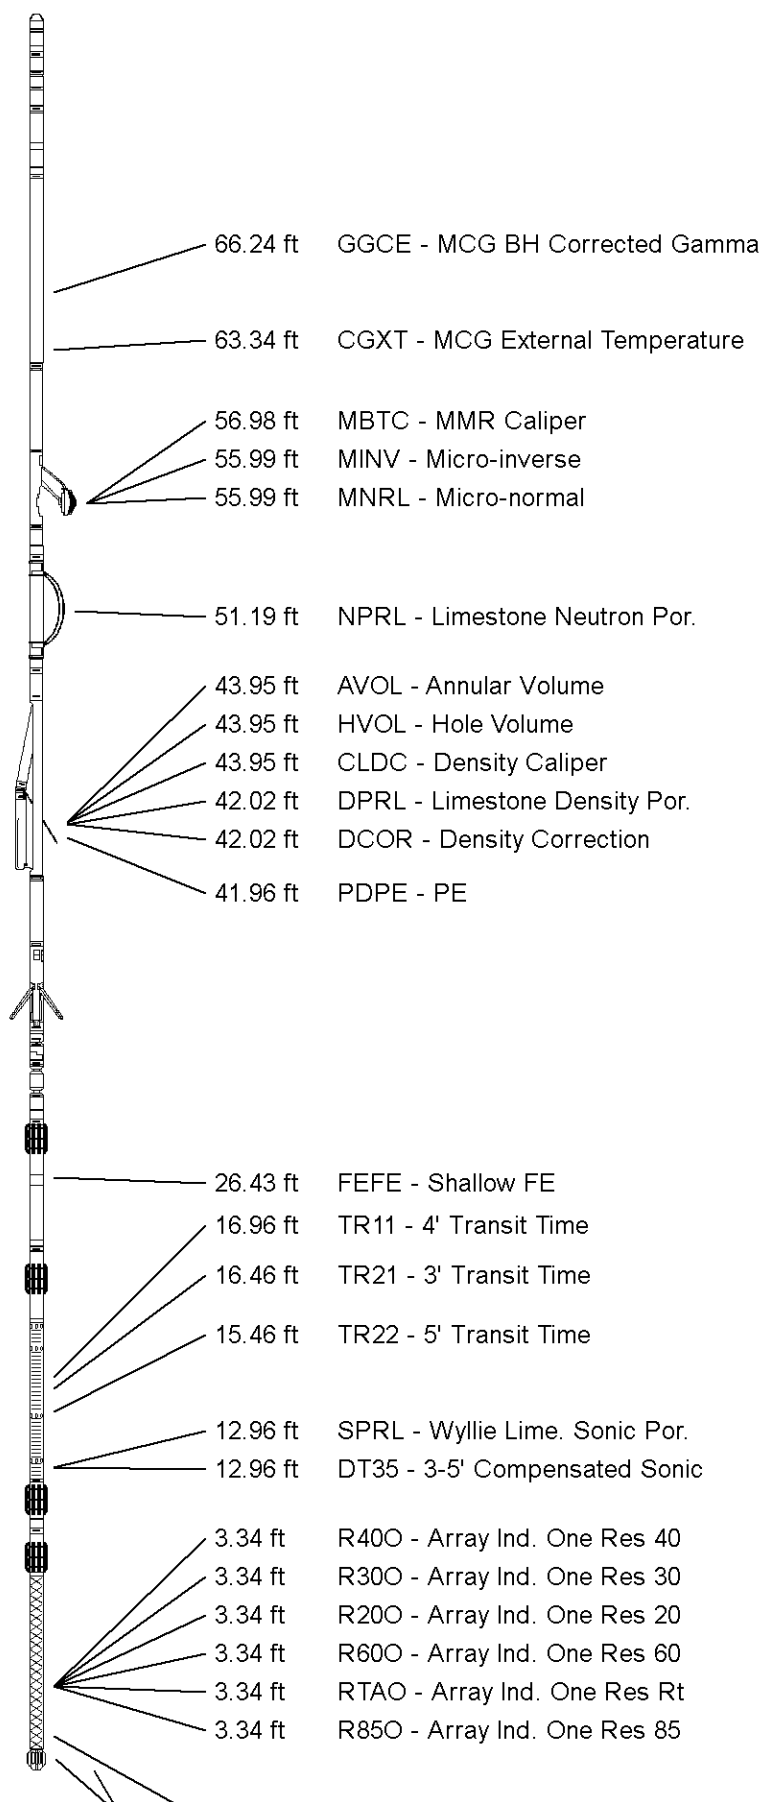 66.24 ft GGCE - MCG BH Corrected Gamma
63.34 ft CGXT - MCG External Temperature
56.98 ft MBTC - MMR Caliper
55.99 ft MINV - Micro-inverse
55.99 ft MNRL - Micro-normal
51.19 ft NPRL - Limestone Neutron Por.
43.95 ft AVOL - Annular Volume
43.95 ft HVOL - Hole Volume
43.95 ft CLDC - Density Caliper
42.02 ft DPRL - Limestone Density Por.
42.02 ft DCOR - Density Correction
41.96 ft PDPE - PE
26.43 ft FEFE - Shallow FE
16.96 ft TR11 - 4' Transit Time
16.46 ft TR21 - 3' Transit Time
15.46 ft TR22 - 5' Transit Time
12.96 ft SPRL - Wyllie Lime. Sonic Por.
12.96 ft DT35 - 3-5' Compensated Sonic
3.34 ft R40O - Array Ind. One Res 40
3.34 ft R30O - Array Ind. One Res 30
3.34 ft R20O - Array Ind. One Res 20
3.34 ft R60O - Array Ind. One Res 60
3.34 ft RTAO - Array Ind. One Res Rt
3.34 ft R85O - Array Ind. One Res 85